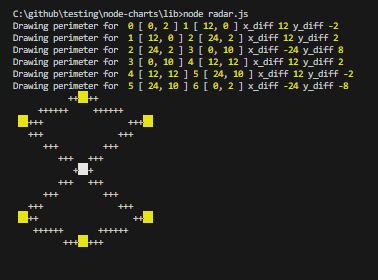 C:\github\testing\node-charts\lib>node radar.js
Drawing perimeter for  0 [ 0, 2 ] 1 [ 12, 0 ] x_diff 12 y_diff -2
Drawing perimeter for  1 [ 12, 0 ] 2 [ 24, 2 ] x_diff 12 y_diff 2
Drawing perimeter for  2 [ 24, 2 ] 3 [ 0, 10 ] x_diff -24 y_diff 8
Drawing perimeter for  3 [ 0, 10 ] 4 [ 12, 12 ] x_diff 12 y_diff 2
Drawing perimeter for  4 [ 12, 12 ] 5 [ 24, 10 ] x_diff 12 y_diff -2
Drawing perimeter for  5 [ 24, 10 ] 6 [ 0, 2 ] x_diff -24 y_diff -8
++ ++
++++++ ++++++
+++ +++
+++ +++
+++ +++
+++ +++
+ +
+++ +++
+++ +++
+++ +++
++ ++
++++++ ++++++
+++ +++